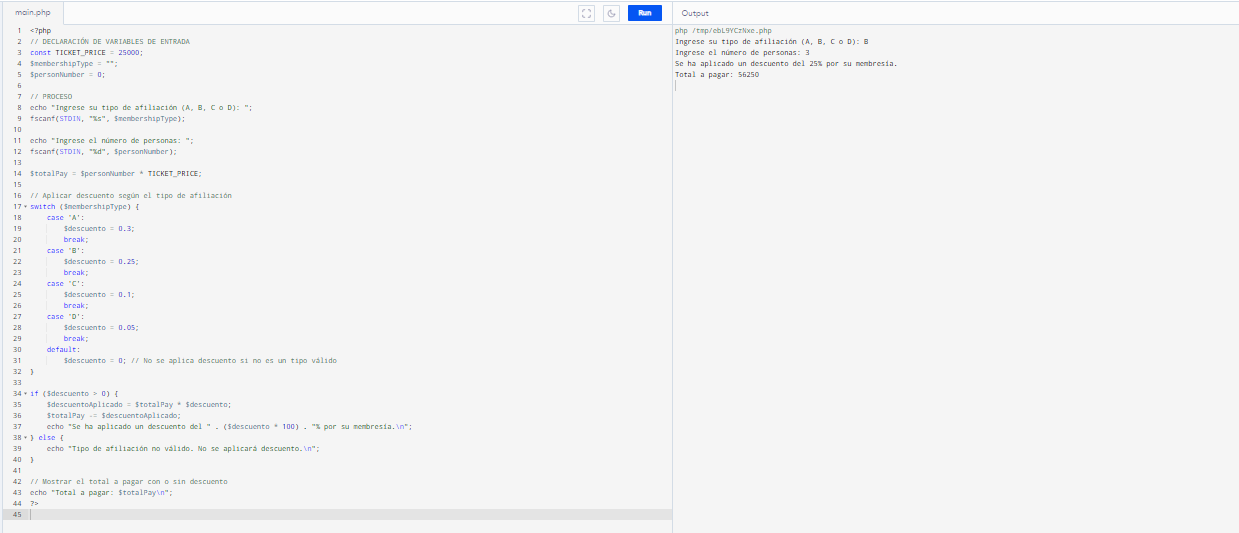 main.php
Run
Output
1 <?php
2 // DECLARACIÓN DE VARIABLES DE ENTRADA
3 const TICKET_PRICE = 25000;
4 $membershipType = "";
5 $personNumber = 0;
6
7 // PROCESO
8 echo "Ingrese su tipo de afiliación (A, B, C o D): ";
9 fscanf(STDIN, "%s", $membershipType);
10
11 echo "Ingrese el número de personas: ";
12 fscanf(STDIN, "%d", $personNumber);
13
14 $totalPay = $personNumber * TICKET_PRICE;
15
16 // Aplicar descuento según el tipo de afiliación
17 switch ($membershipType) {
18     case 'A':
19         $descuento = 0.3;
20         break;
21     case 'B':
22         $descuento = 0.25;
23         break;
24     case 'C':
25         $descuento = 0.1;
26         break;
27     case 'D':
28         $descuento = 0.05;
29         break;
30     default:
31         $descuento = 0; // No se aplica descuento si no es un tipo válido
32 }
33
34 if ($descuento > 0) {
35     $descuentoAplicado = $totalPay * $descuento;
36     $totalPay -= $descuentoAplicado;
37     echo "Se ha aplicado un descuento del " . ($descuento * 100) . "% por su membresía.\n";
38 } else {
39     echo "Tipo de afiliación no válido. No se aplicará descuento.\n";
40 }
41
42 // Mostrar el total a pagar con o sin descuento
43 echo "Total a pagar: $totalPay\n";
44 ?>
45
php /tmp/ebL9YCzNxe.php
Ingrese su tipo de afiliación (A, B, C o D): B
Ingrese el número de personas: 3
Se ha aplicado un descuento del 25% por su membresía.
Total a pagar: 56250